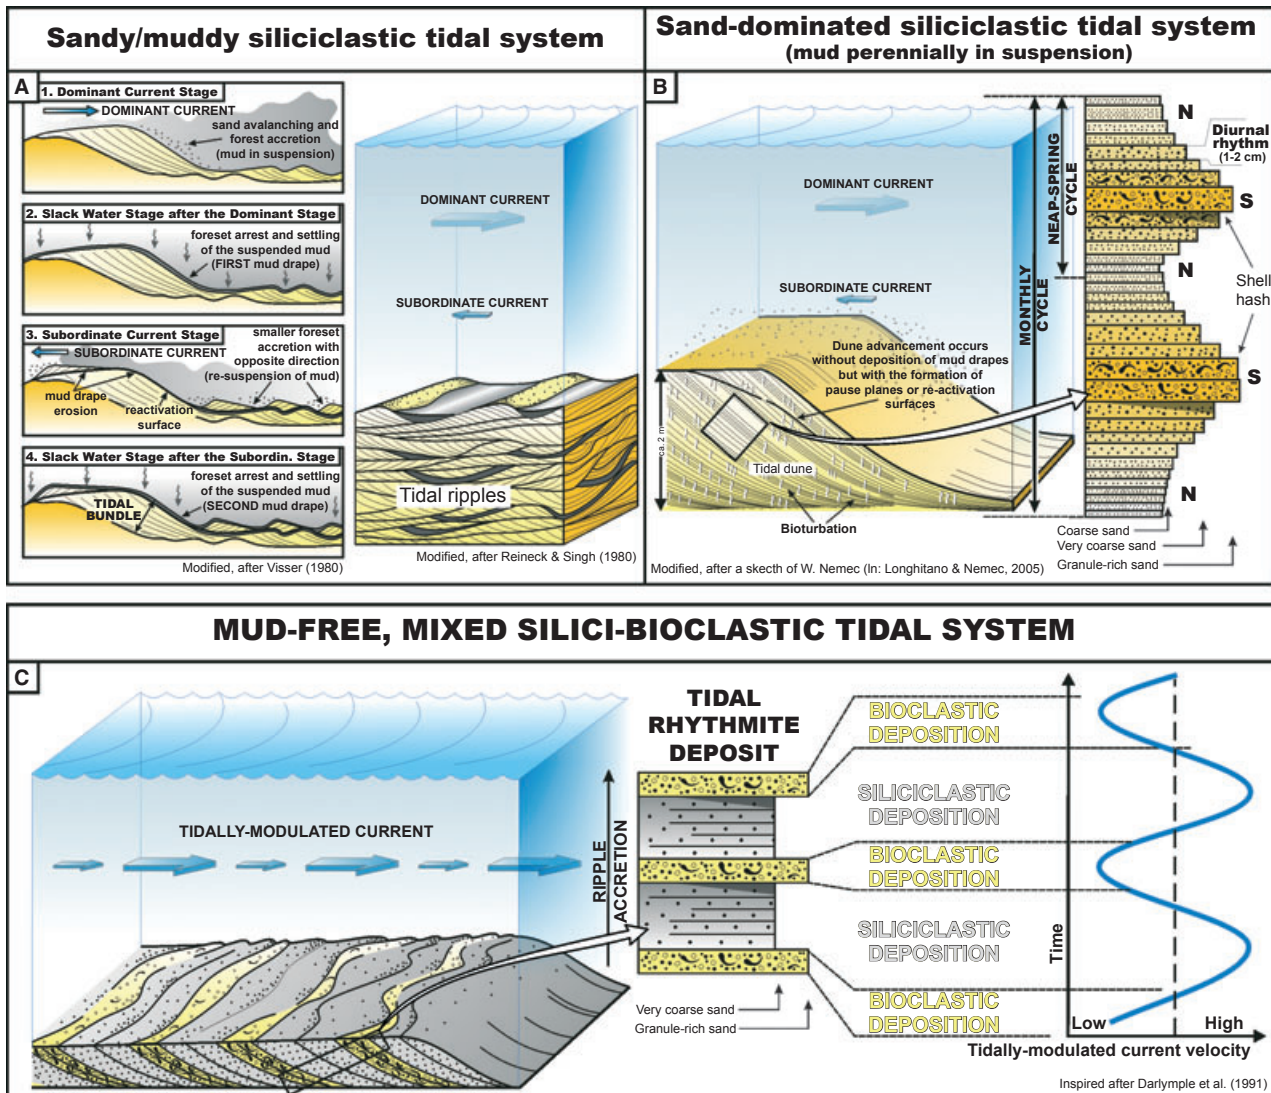 Sandy/muddy siliciclastic tidal system
Sand-dominated siliciclastic tidal system
(mud perennially in suspension)
A
1. Dominant Current Stage
DOMINANT CURRENT
sand avalanching and
forest accretion
(mud in suspension)
2. Slack Water Stage after the Dominant Stage
foreset arrest and settling
of the suspended mud
(FIRST mud drape)
3. Subordinate Current Stage
SUBORDINATE CURRENT
smaller foreset
accretion with
opposite direction
(re-suspension of mud)
mud drape
erosion
reactivation
surface
4. Slack Water Stage after the Subordin. Stage
foreset arrest and settling
of the suspended mud
(SECOND mud drape)
TIDAL
BUNDLE
Modified, after Visser (1980)
DOMINANT CURRENT
SUBORDINATE CURRENT
Tidal ripples
Modified, after Reineck & Singh (1980)
B
DOMINANT CURRENT
SUBORDINATE CURRENT
Dune advancement occurs
without deposition of mud drapes
but with the formation of
pause planes or re-activation
surfaces
ca. 2 m
Tidal dune
Bioturbation
MONTHLY
CYCLE
NEAP-SPRING
CYCLE
N
Diurnal
rhythm
(1-2 cm)
S
N
Shell
hash
S
N
Coarse sand
Very coarse sand
Granule-rich sand
Modified, after a skecth of W. Nemec (In: Longhitano & Nemec, 2005)
MUD-FREE, MIXED SILICI-BIOCLASTIC TIDAL SYSTEM
C
TIDALLY-MODULATED CURRENT
RIPPLE
ACCRETION
TIDAL
RHYTHMITE
DEPOSIT
Very coarse sand
Granule-rich sand
BIOCLASTIC
DEPOSITION
SILICICLASTIC
DEPOSITION
BIOCLASTIC
DEPOSITION
SILICICLASTIC
DEPOSITION
BIOCLASTIC
DEPOSITION
Time
Low
High
Tidally-modulated current velocity
Inspired after Darlymple et al. (1991)